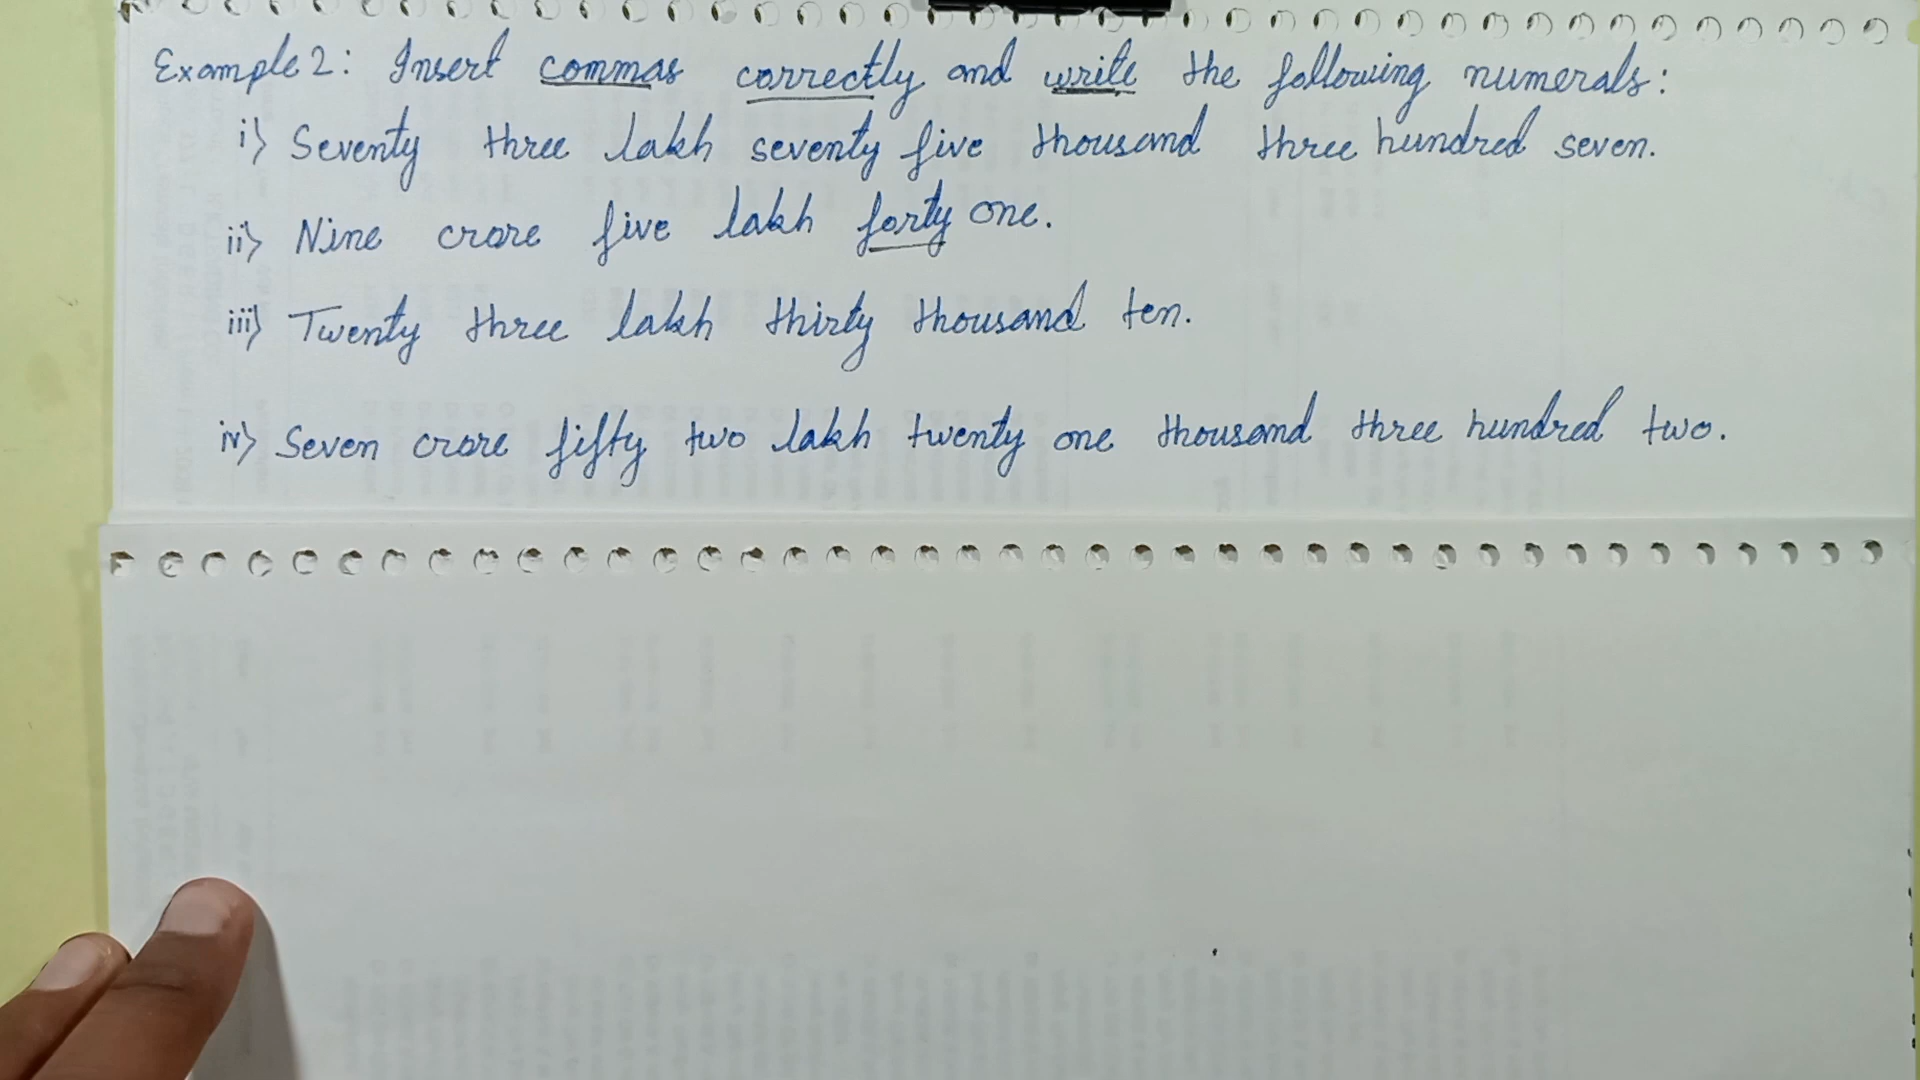 Example 2: Insert commas correctly and write the following numerals:
i) Seventy three lakh seventy five thousand three hundred seven.
ii) Nine crore five lakh forty one.
iii) Twenty three lakh thirty thousand ten.
iv) Seven crore fifty two lakh twenty one thousand three hundred two.